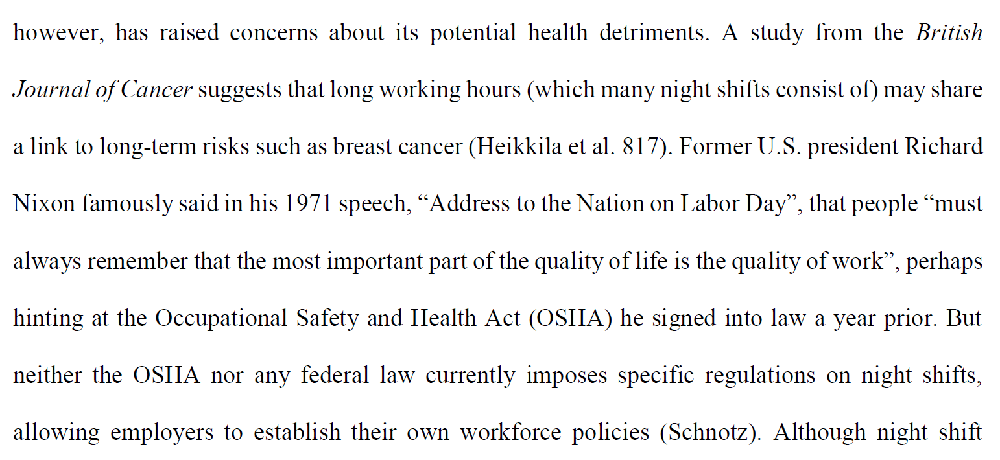 however, has raised concerns about its potential health detriments. A study from the British
Journal of Cancer suggests that long working hours (which many night shifts consist of) may share
a link to long-term risks such as breast cancer (Heikkila et al. 817). Former U.S. president Richard
Nixon famously said in his 1971 speech, “Address to the Nation on Labor Day”, that people “must
always remember that the most important part of the quality of life is the quality of work”, perhaps
hinting at the Occupational Safety and Health Act (OSHA) he signed into law a year prior. But
neither the OSHA nor any federal law currently imposes specific regulations on night shifts,
allowing employers to establish their own workforce policies (Schnotz). Although night shift